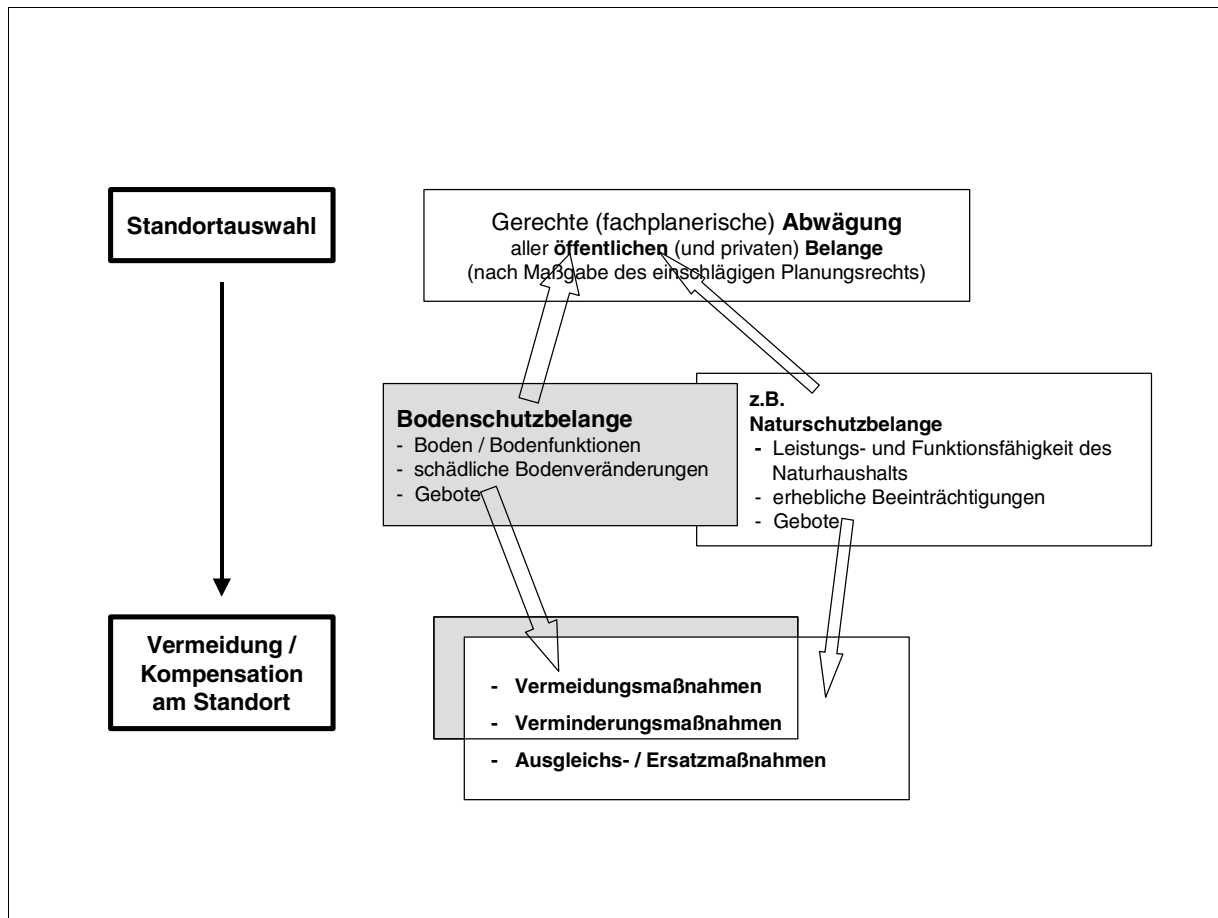 Standortauswahl
Gerechte (fachplanerische) Abwägung
aller öffentlichen (und privaten) Belange
(nach Maßgabe des einschlägigen Planungsrechts)
Bodenschutzbelange
- Boden / Bodenfunktionen
- schädliche Bodenveränderungen
- Gebote
z.B.
Naturschutzbelange
- Leistungs- und Funktionsfähigkeit des
Naturhaushalts
- erhebliche Beeinträchtigungen
- Gebote
Vermeidung /
Kompensation
am Standort
- Vermeidungsmaßnahmen
- Verminderungsmaßnahmen
- Ausgleichs- / Ersatzmaßnahmen